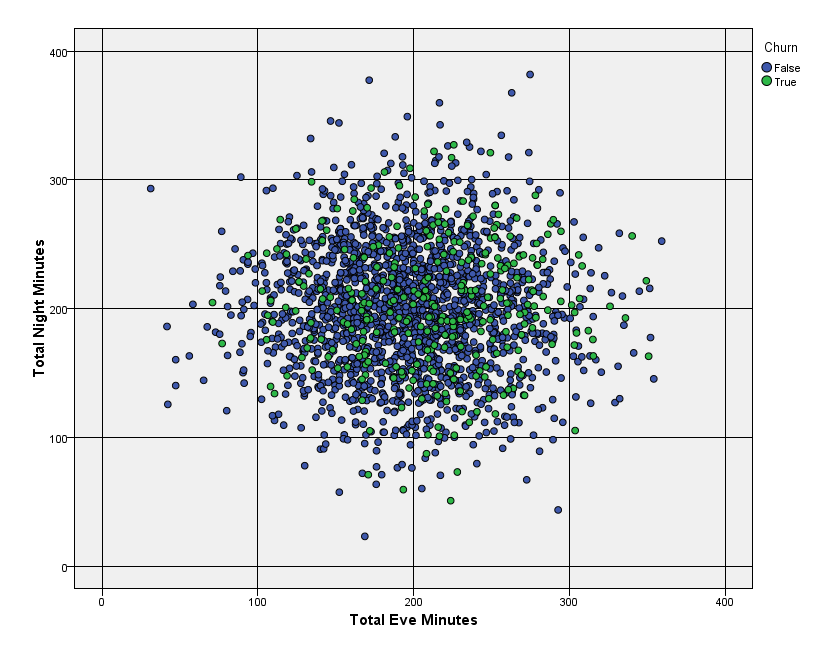 Churn
False
True
400
300
200
100
0
Total Night Minutes
0
100
200
300
400
Total Eve Minutes